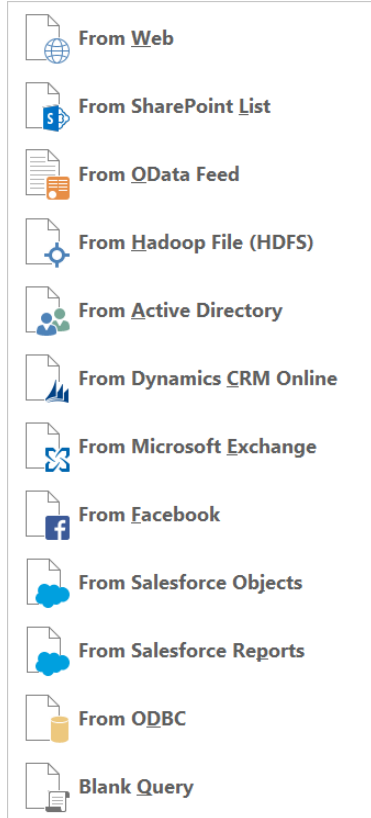 From Web
From SharePoint List
From OData Feed
From Hadoop File (HDFS)
From Active Directory
From Dynamics CRM Online
From Microsoft Exchange
From Facebook
From Salesforce Objects
From Salesforce Reports
From ODBC
Blank Query